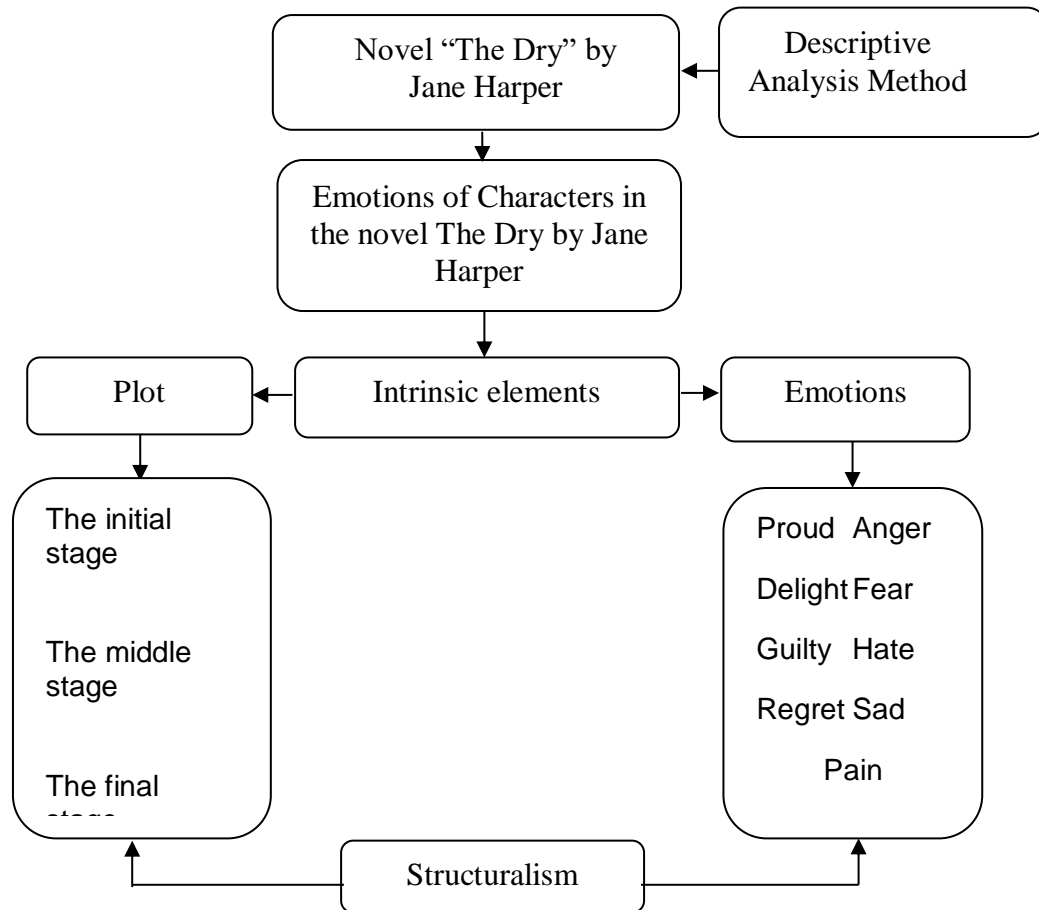 Novel “The Dry” by
Jane Harper
Descriptive
Analysis Method
Emotions of Characters in
the novel The Dry by Jane
Harper
Plot
Intrinsic elements
Emotions
The initial
stage
The middle
stage
The final
stage
Proud Anger
Delight Fear
Guilty Hate
Regret Sad
Pain
Structuralism